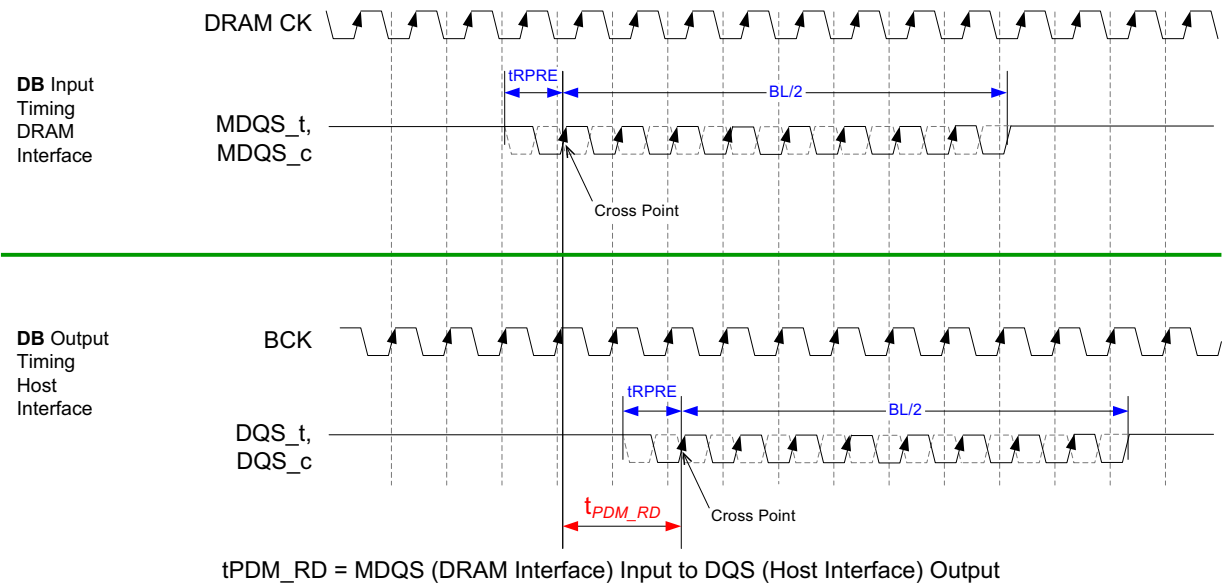 DRAM CK
DB Input
Timing
DRAM
Interface
tRPRE
BL/2
MDQS_t,
MDQS_c
Cross Point
DB Output
Timing
Host
Interface
BCK
tRPRE
BL/2
DQS_t,
DQS_c
tPDM_RD
Cross Point
tPDM_RD = MDQS (DRAM Interface) Input to DQS (Host Interface) Output